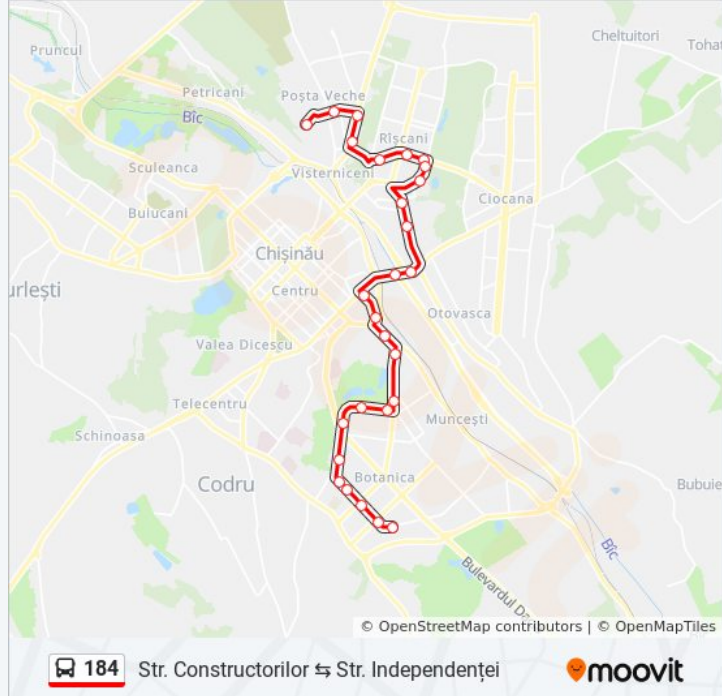 Pruncul
Cheltuitori
Tohat
Petricani
Poșta Veche
Bîc
Rîșcani
Sculeanca
Visterniceni
Ciocana
Buiucani
Chișinău
Centru
urlești
Otovasca
Valea Dicescu
Telecentru
Muncești
Schinoasa
Botanica
Codru
Bubuie
Bîc
Bulevardul Da
© OpenStreetMap contributors | © OpenMapTiles
184 Str. Constructorilor ⇆ Str. Independenței
moovit